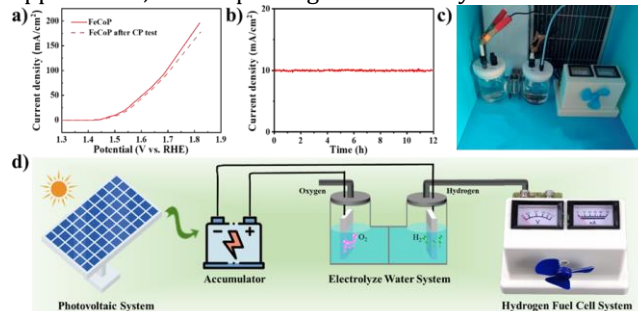 a)
FeCoP
FeCoP after CP test
Current density (mA/cm²)
200
150
100
50
0
1.3 1.4 1.5 1.6 1.7 1.8 1.9
Potential (V vs. RHE)
b)
Current density (mA/cm²)
20
15
10
5
0
0 2 4 6 8 10 12
Time (h)
c)
d)
Oxygen
Hydrogen
O₂
H₂
V
Photovoltaic System
Accumulator
Electrolyze Water System
Hydrogen Fuel Cell System